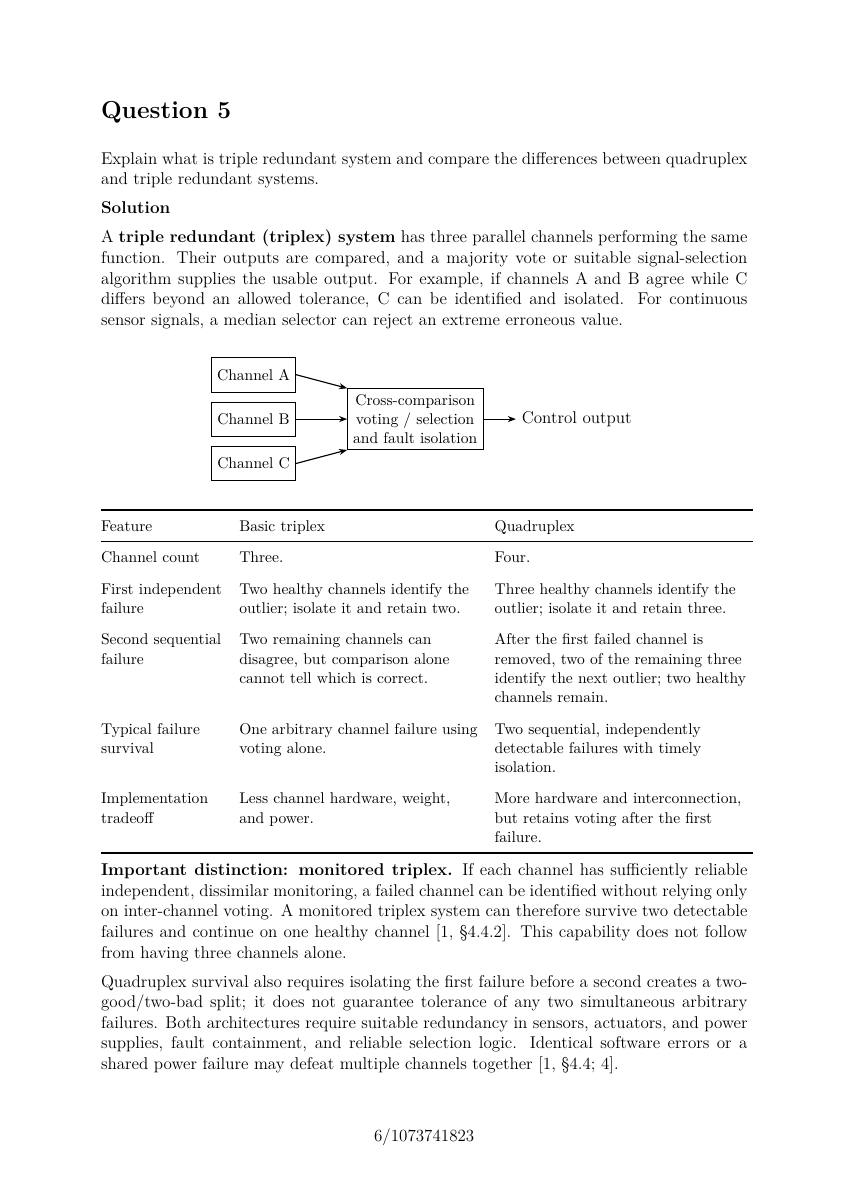 Question 5
Explain what is triple redundant system and compare the differences between quadruplex
and triple redundant systems.
Solution
A triple redundant (triplex) system has three parallel channels performing the same
function. Their outputs are compared, and a majority vote or suitable signal-selection
algorithm supplies the usable output. For example, if channels A and B agree while C
differs beyond an allowed tolerance, C can be identified and isolated. For continuous
sensor signals, a median selector can reject an extreme erroneous value.
Channel A
Channel B
Channel C
Cross-comparison
voting / selection
and fault isolation
Control output
Feature Basic triplex Quadruplex
Channel count Three. Four.
First independent Two healthy channels identify the Three healthy channels identify the
failure outlier; isolate it and retain two. outlier; isolate it and retain three.
Second sequential Two remaining channels can After the first failed channel is
failure disagree, but comparison alone removed, two of the remaining three
cannot tell which is correct. identify the next outlier; two healthy
channels remain.
Typical failure One arbitrary channel failure using Two sequential, independently
survival voting alone. detectable failures with timely
isolation.
Implementation Less channel hardware, weight, More hardware and interconnection,
tradeoff and power. but retains voting after the first
failure.
Important distinction: monitored triplex. If each channel has sufficiently reliable
independent, dissimilar monitoring, a failed channel can be identified without relying only
on inter-channel voting. A monitored triplex system can therefore survive two detectable
failures and continue on one healthy channel [1, §4.4.2]. This capability does not follow
from having three channels alone.
Quadruplex survival also requires isolating the first failure before a second creates a two-
good/two-bad split; it does not guarantee tolerance of any two simultaneous arbitrary
failures. Both architectures require suitable redundancy in sensors, actuators, and power
supplies, fault containment, and reliable selection logic. Identical software errors or a
shared power failure may defeat multiple channels together [1, §4.4; 4].
6/1073741823